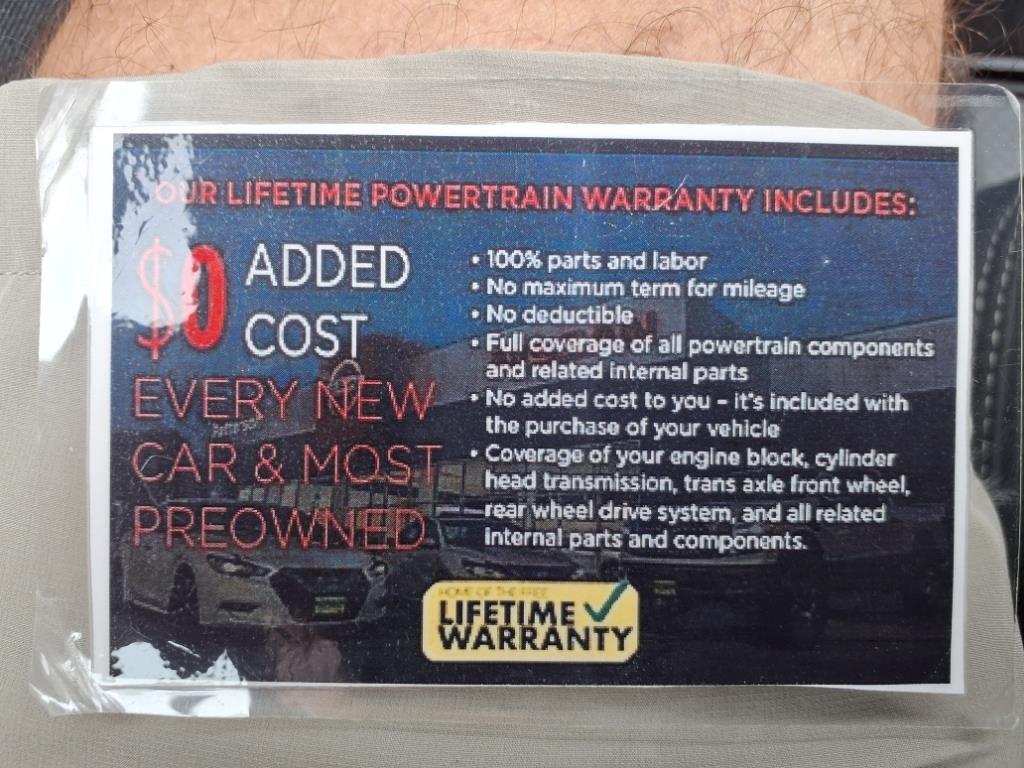 OUR LIFETIME POWERTRAIN WARRANTY INCLUDES:
$0 ADDED
COST
EVERY NEW
CAR & MOST
PREOWNED
• 100% parts and labor
• No maximum term for mileage
• No deductible
• Full coverage of all powertrain components
and related internal parts
• No added cost to you – it's included with
the purchase of your vehicle
• Coverage of your engine block, cylinder
head transmission, trans axle front wheel,
rear wheel drive system, and all related
internal parts and components.
HOME OF THE FREE
LIFETIME
WARRANTY